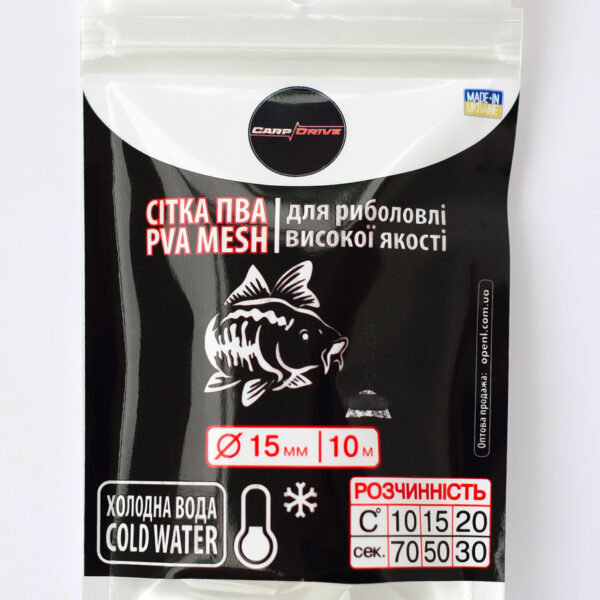 MADE-IN
UKRAINE
CARP DRIVE
СІТКА ПВА
PVA MESH
для риболовлі
високої якості
Оптова продажа: openl.com.ua
Ø 15 мм | 10 м
ХОЛОДНА ВОДА
COLD WATER
РОЗЧИННІСТЬ
C° 10 15 20
сек. 70 50 30